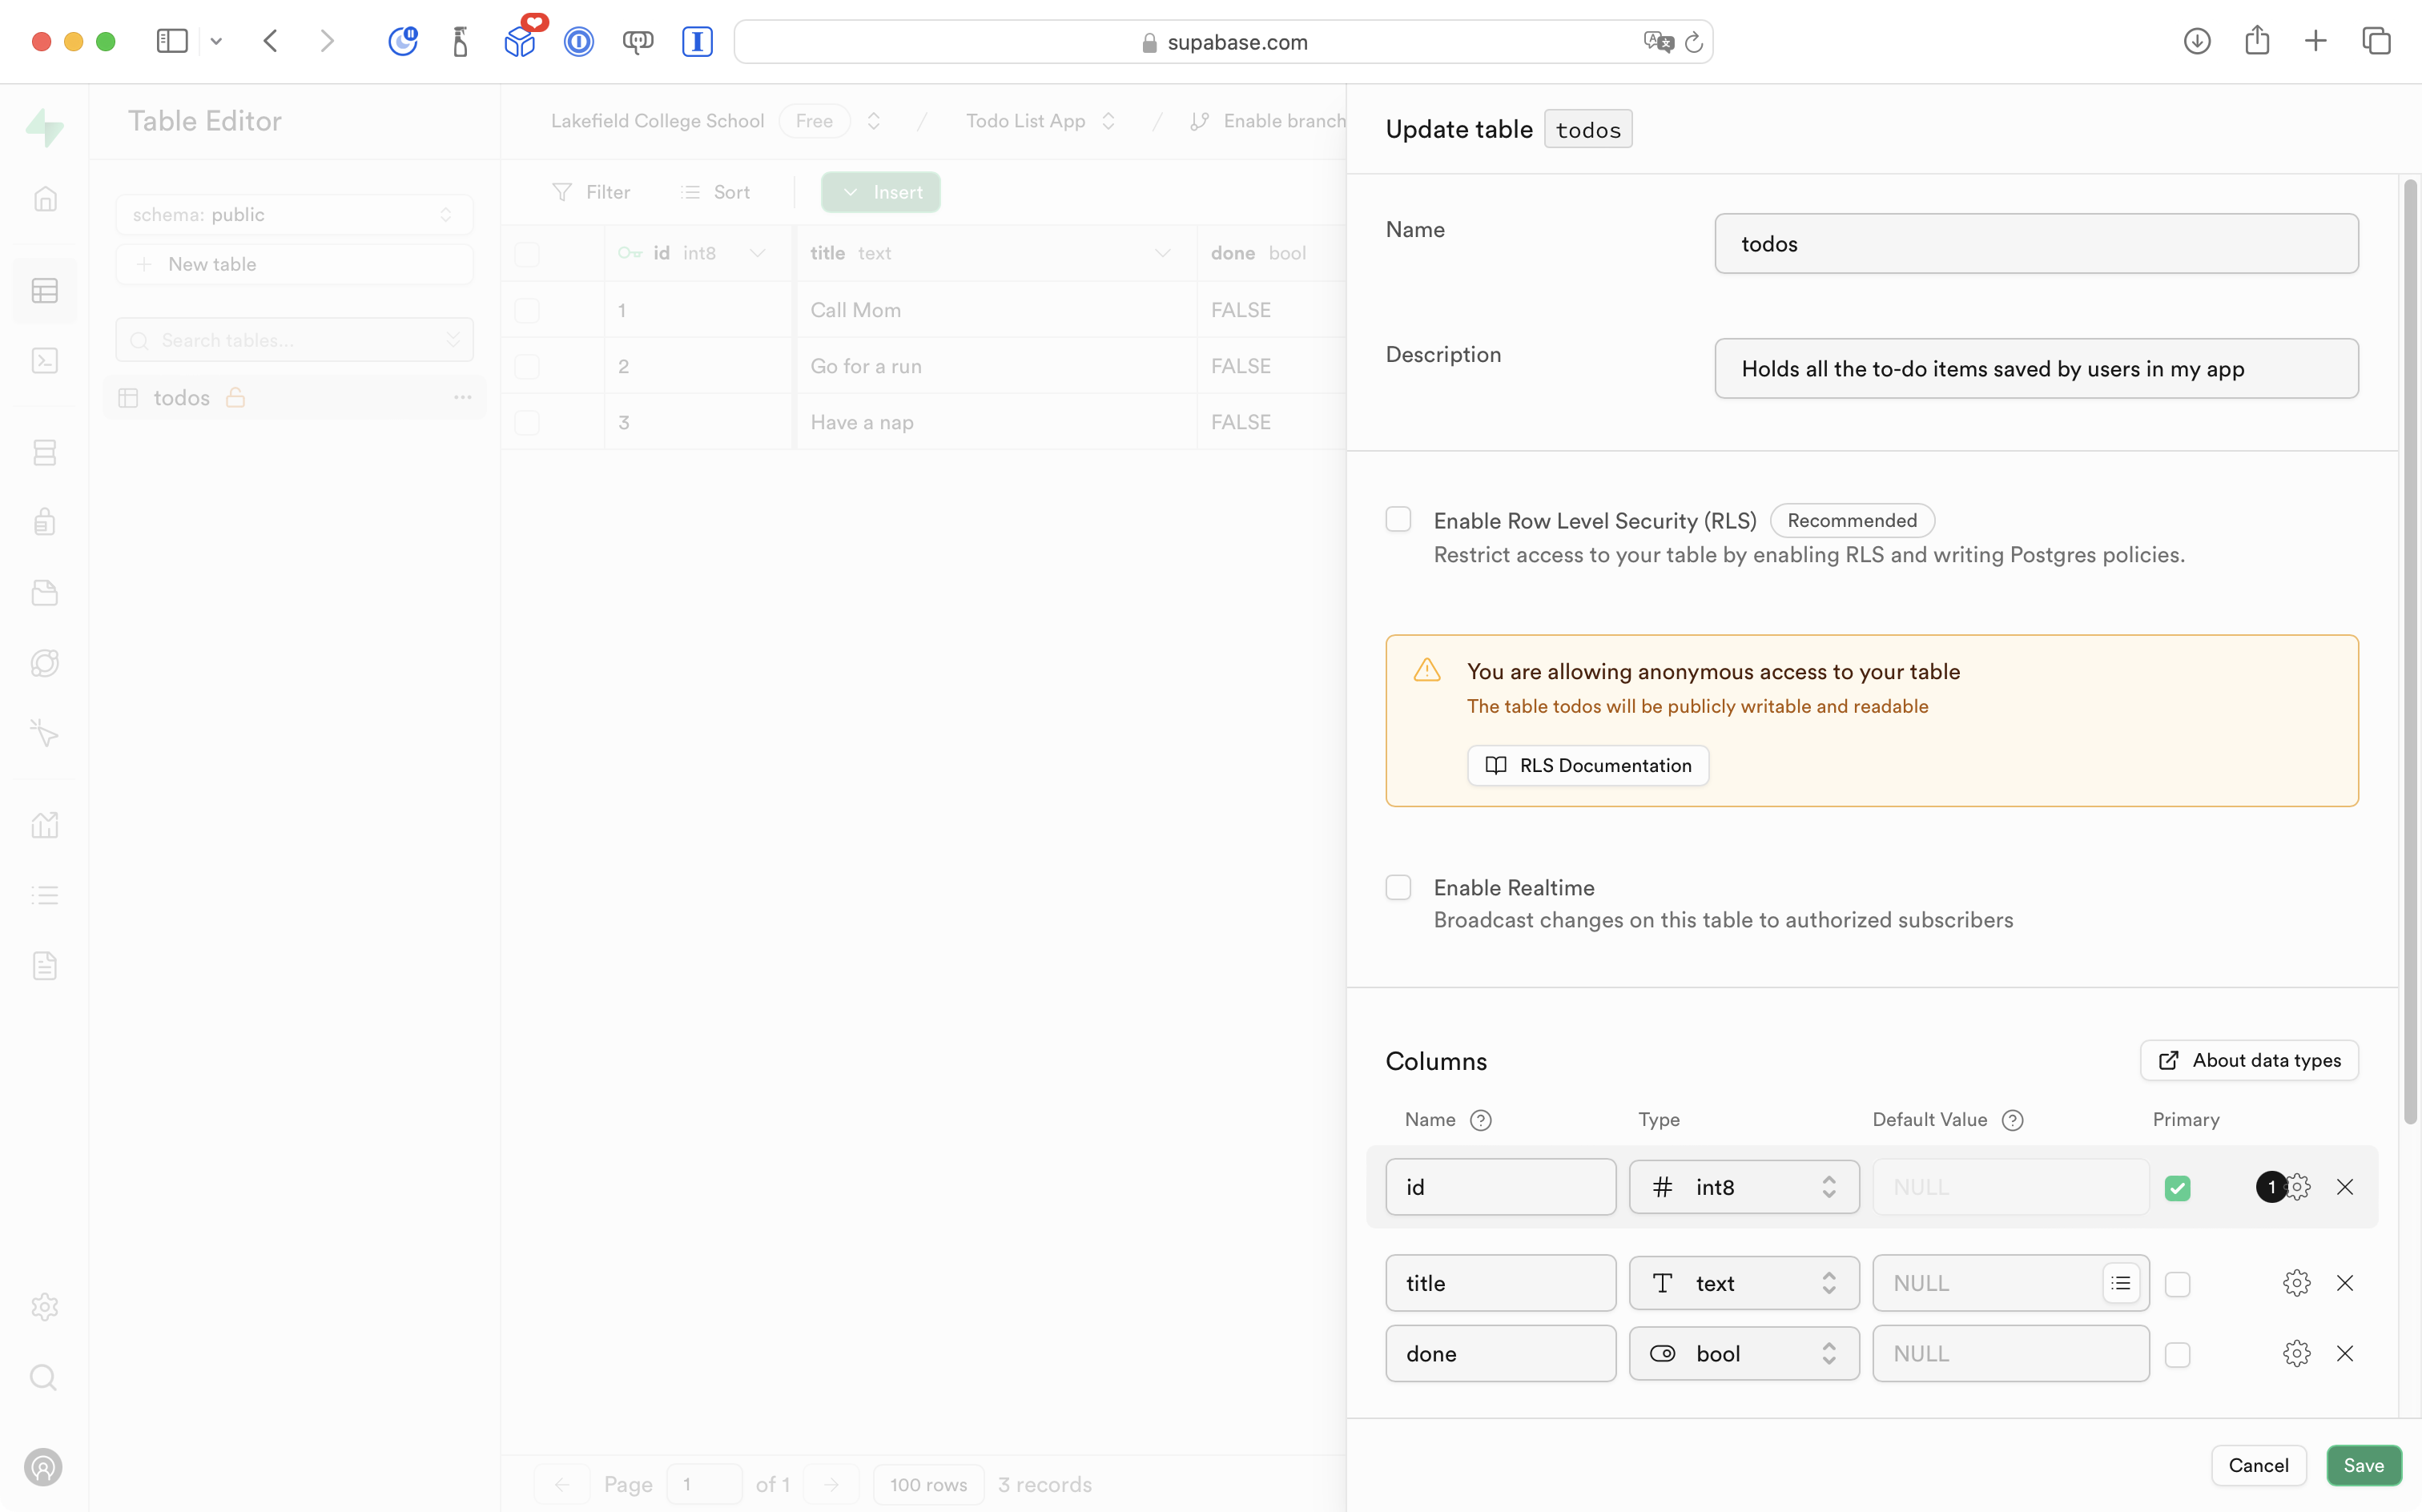 supabase.com
Table Editor
Lakefield College School Free / Todo List App / Enable branch
schema: public
New table
Search tables...
todos
Filter Sort Insert
id int8 title text done bool
1 Call Mom FALSE
2 Go for a run FALSE
3 Have a nap FALSE
Page 1 of 1 100 rows 3 records
Update table todos
Name todos
Description Holds all the to-do items saved by users in my app
Enable Row Level Security (RLS) Recommended
Restrict access to your table by enabling RLS and writing Postgres policies.
You are allowing anonymous access to your table
The table todos will be publicly writable and readable
RLS Documentation
Enable Realtime
Broadcast changes on this table to authorized subscribers
Columns About data types
Name Type Default Value Primary
id int8 NULL 1
title text NULL
done bool NULL
Cancel Save